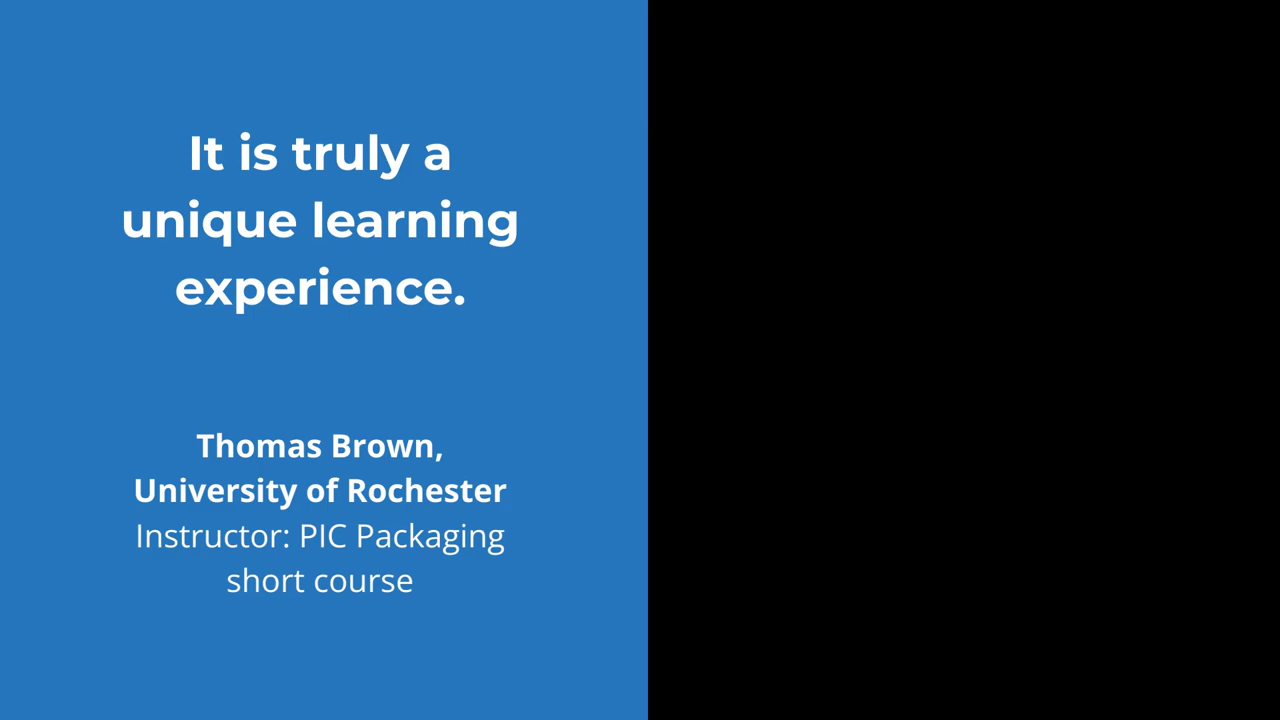 It is truly a
unique learning
experience.
Thomas Brown,
University of Rochester
Instructor: PIC Packaging
short course